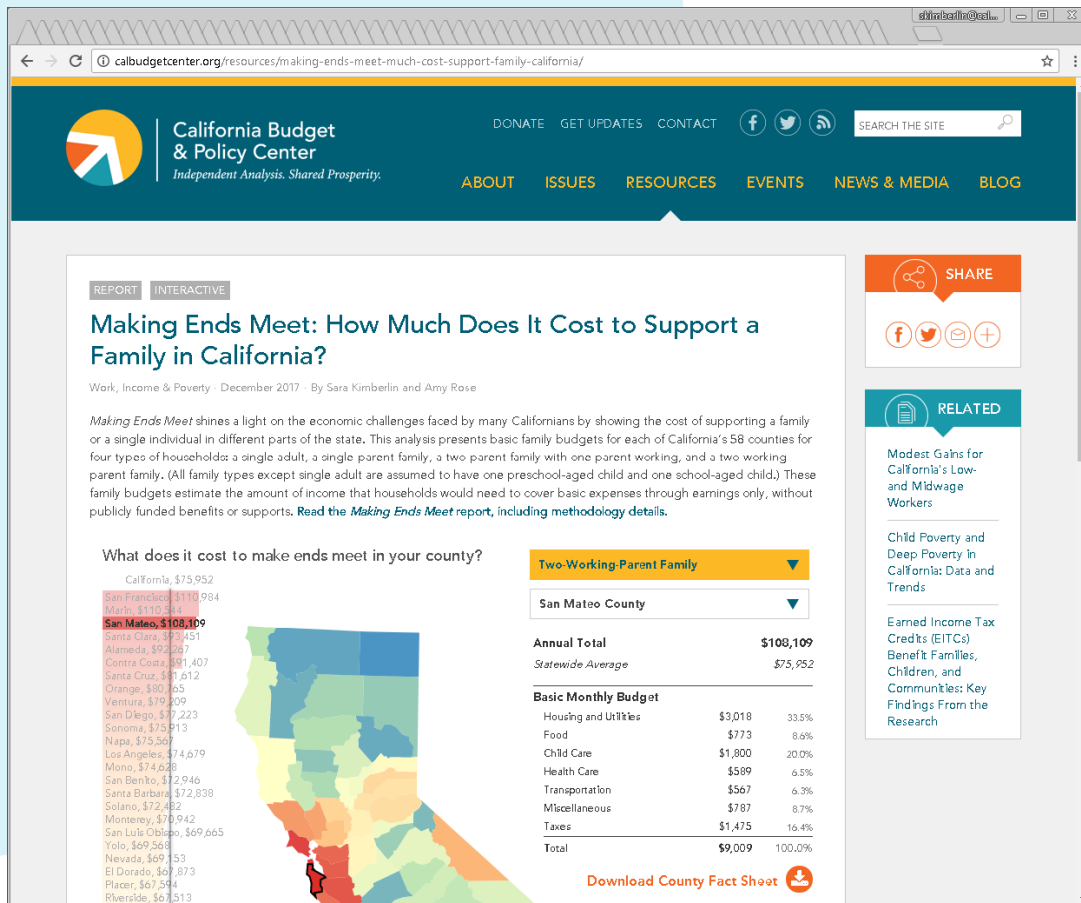 skimberlin@cal...
calbudgetcenter.org/resources/making-ends-meet-much-cost-support-family-california/
California Budget
& Policy Center
Independent Analysis. Shared Prosperity.
DONATE GET UPDATES CONTACT
SEARCH THE SITE
ABOUT ISSUES RESOURCES EVENTS NEWS & MEDIA BLOG
REPORT INTERACTIVE
Making Ends Meet: How Much Does It Cost to Support a
Family in California?
Work, Income & Poverty · December 2017 · By Sara Kimberlin and Amy Rose
Making Ends Meet shines a light on the economic challenges faced by many Californians by showing the cost of supporting a family
or a single individual in different parts of the state. This analysis presents basic family budgets for each of California's 58 counties for
four types of households: a single adult, a single parent family, a two parent family with one parent working, and a two working
parent family. (All family types except single adult are assumed to have one preschool-aged child and one school-aged child.) These
family budgets estimate the amount of income that households would need to cover basic expenses through earnings only, without
publicly funded benefits or supports. Read the Making Ends Meet report, including methodology details.
What does it cost to make ends meet in your county?
California, $75,952
San Francisco, $110,984
Marin, $110,544
San Mateo, $108,109
Santa Clara, $93,451
Alameda, $92,267
Contra Costa, $91,407
Santa Cruz, $81,612
Orange, $80,765
Ventura, $79,209
San Diego, $77,223
Sonoma, $75,913
Napa, $75,567
Los Angeles, $74,679
Mono, $74,628
San Benito, $72,946
Santa Barbara, $72,838
Solano, $72,482
Monterey, $70,942
San Luis Obispo, $69,665
Yolo, $69,568
Nevada, $69,153
El Dorado, $67,873
Placer, $67,594
Riverside, $67,513
Two-Working-Parent Family
San Mateo County
Annual Total $108,109
Statewide Average $75,952
Basic Monthly Budget
Housing and Utilities $3,018 33.5%
Food $773 8.6%
Child Care $1,800 20.0%
Health Care $589 6.5%
Transportation $567 6.3%
Miscellaneous $787 8.7%
Taxes $1,475 16.4%
Total $9,009 100.0%
Download County Fact Sheet
SHARE
RELATED
Modest Gains for
California's Low-
and Midwage
Workers
Child Poverty and
Deep Poverty in
California: Data and
Trends
Earned Income Tax
Credits (EITCs)
Benefit Families,
Children, and
Communities: Key
Findings From the
Research